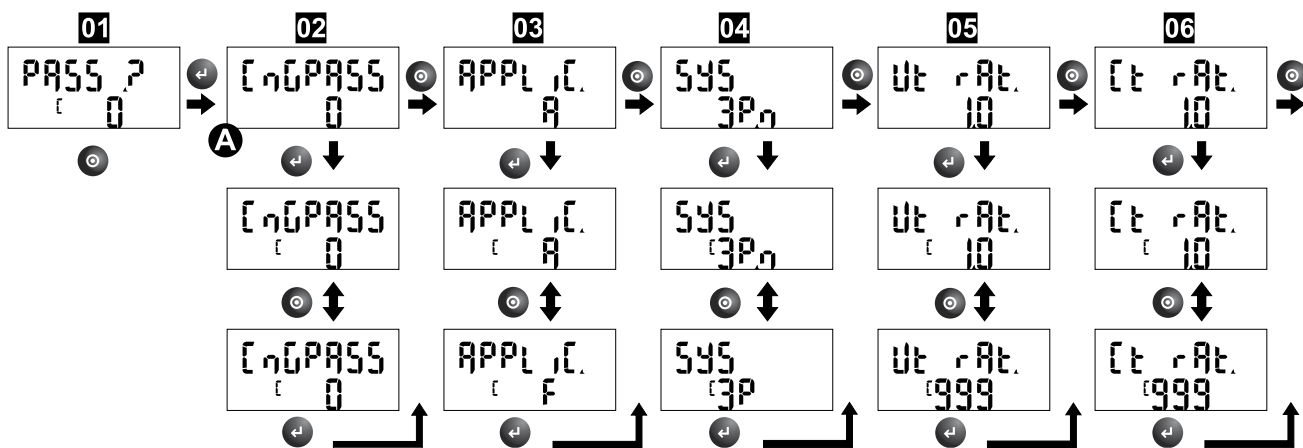 01 02 03 04 05 06
PASS ? CnGPASS APPLiC. SYS Ut rAt. Ct rAt.
[ 0 0 A 3P.n 1.0 1.0
A
CnGPASS APPLiC. SYS Ut rAt. Ct rAt.
[ 0 [ A [3P.n [ 1.0 [ 1.0
CnGPASS APPLiC. SYS Ut rAt. Ct rAt.
[ 0 [ F [3P [999 [999